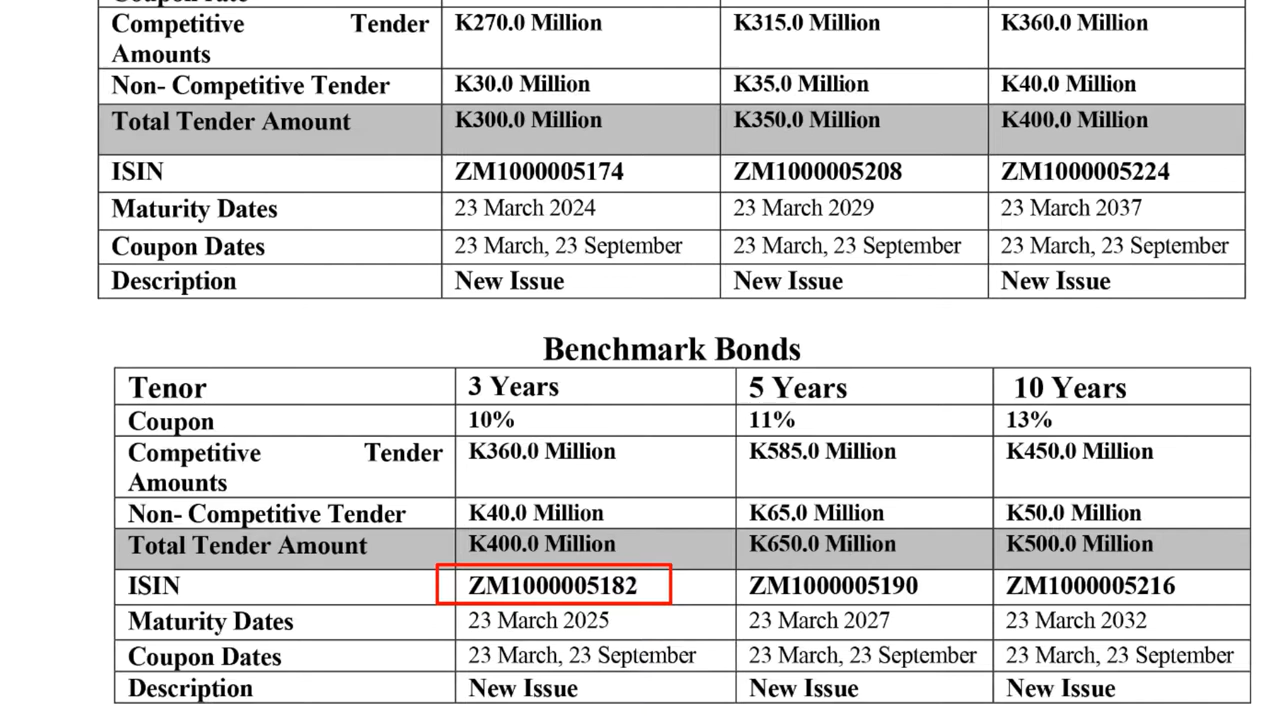 Competitive Tender K270.0 Million K315.0 Million K360.0 Million
Amounts
Non- Competitive Tender K30.0 Million K35.0 Million K40.0 Million
Total Tender Amount K300.0 Million K350.0 Million K400.0 Million
ISIN ZM1000005174 ZM1000005208 ZM1000005224
Maturity Dates 23 March 2024 23 March 2029 23 March 2037
Coupon Dates 23 March, 23 September 23 March, 23 September 23 March, 23 September
Description New Issue New Issue New Issue
Benchmark Bonds
Tenor 3 Years 5 Years 10 Years
Coupon 10% 11% 13%
Competitive Tender K360.0 Million K585.0 Million K450.0 Million
Amounts
Non- Competitive Tender K40.0 Million K65.0 Million K50.0 Million
Total Tender Amount K400.0 Million K650.0 Million K500.0 Million
ISIN ZM1000005182 ZM1000005190 ZM1000005216
Maturity Dates 23 March 2025 23 March 2027 23 March 2032
Coupon Dates 23 March, 23 September 23 March, 23 September 23 March, 23 September
Description New Issue New Issue New Issue